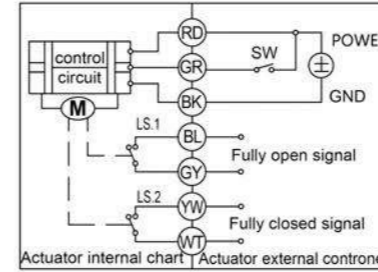 RD
POWE
control
circuit
GR
SW
±
M
BK
GND
LS.1
BL
Fully open signal
GY
LS.2
YW
Fully closed signal
WT
Actuator internal chart
Actuator external controne